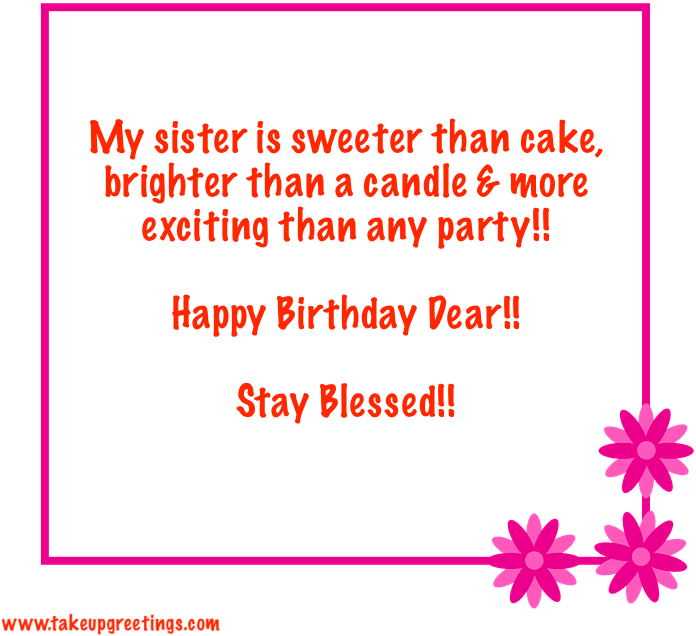 My sister is sweeter than cake,
brighter than a candle & more
exciting than any party!!
Happy Birthday Dear!!
Stay Blessed!!
www.takeupgreetings.com